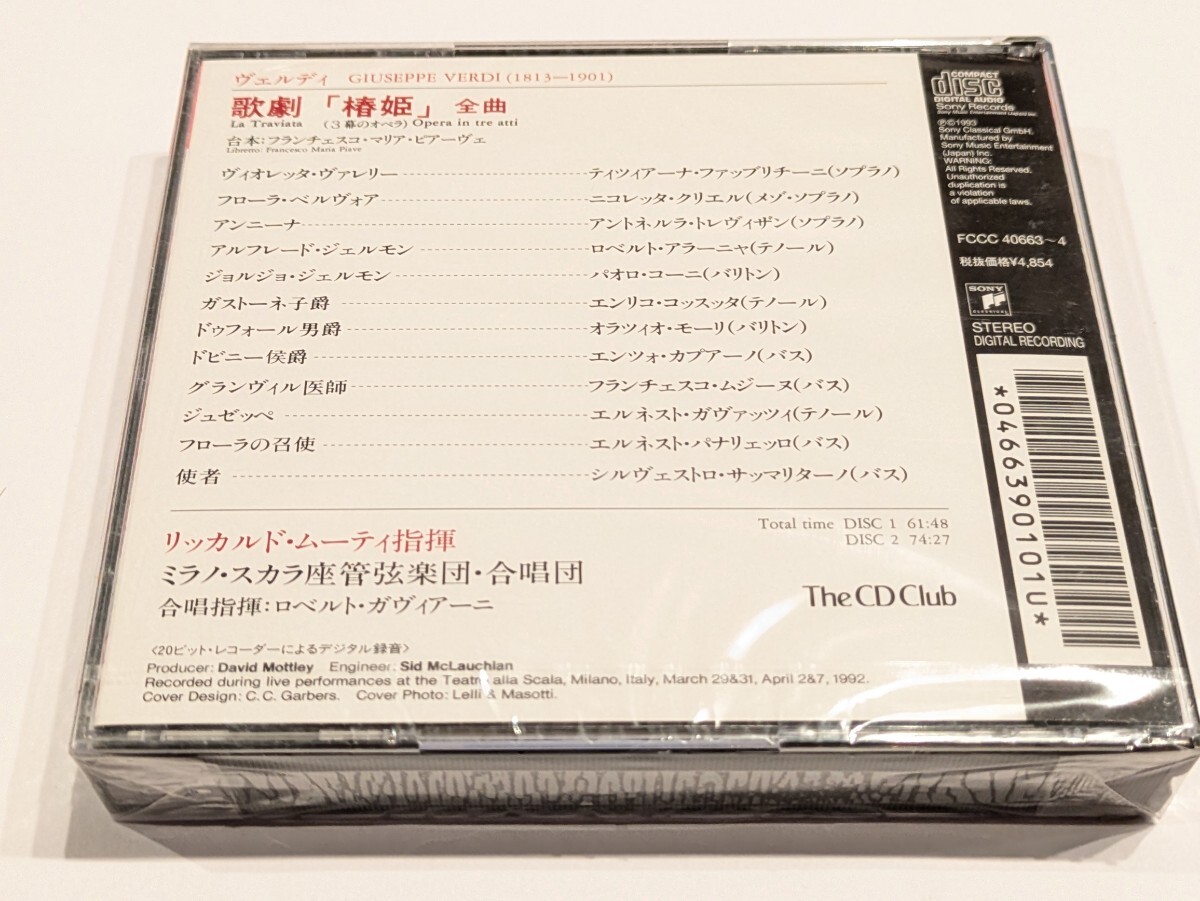 ヴェルディ GIUSEPPE VERDI (1813—1901)
歌劇「椿姫」全曲
La Traviata (3幕のオペラ) Opera in tre atti
台本:フランチェスコ・マリア・ピアーヴェ
Libretto: Francesco Maria Piave
ヴィオレッタ・ヴァレリー ティツィアーナ・ファッブリチーニ(ソプラノ)
フローラ・ベルヴォア ニコレッタ・クリエル(メゾ・ソプラノ)
アンニーナ アントネルラ・トレヴィザン(ソプラノ)
アルフレード・ジェルモン ロベルト・アラーニャ(テノール)
ジョルジョ・ジェルモン パオロ・コーニ(バリトン)
ガストーネ子爵 エンリコ・コッスッタ(テノール)
ドゥフォール男爵 オラツィオ・モーリ(バリトン)
ドビニー侯爵 エンツォ・カプアーノ(バス)
グランヴィル医師 フランチェスコ・ムジーヌ(バス)
ジュゼッペ エルネスト・ガヴァッツィ(テノール)
フローラの召使 エルネスト・パナリエッロ(バス)
使者 シルヴェストロ・サッマリターノ(バス)
リッカルド・ムーティ指揮
ミラノ・スカラ座管弦楽団・合唱団
合唱指揮:ロベルト・ガヴィアーニ
Total time DISC 1 61:48
DISC 2 74:27
The CD Club
〈20ビット・レコーダーによるデジタル録音〉
Producer: David Mottley Engineer: Sid McLauchian
Recorded during live performances at the Teatro alla Scala, Milano, Italy, March 29&31, April 2&7, 1992.
Cover Design: C.C. Garbers. Cover Photo: Lelli & Masotti.
COMPACT
disc
DIGITAL AUDIO
Sony Records
Sony Music Entertainment (Japan) Inc.
℗©1993
Sony Classical GmbH.
Manufactured by
Sony Music Entertainment
(Japan) Inc.
WARNING:
All Rights Reserved.
Unauthorized
duplication is
a violation
of applicable laws.
FCCC 40663~4
税抜価格¥4,854
SONY
CLASSICAL
STEREO
DIGITAL RECORDING
*0466639010 1U*